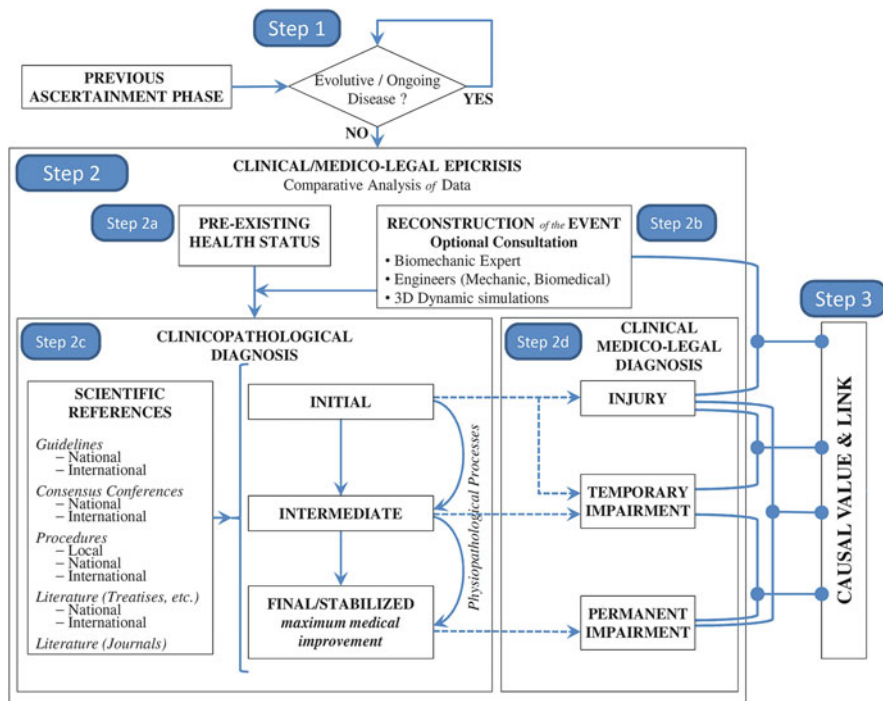 Step 1
PREVIOUS
ASCERTAINMENT PHASE
Evolutive / Ongoing
Disease ?
YES
NO
Step 2
CLINICAL/MEDICO-LEGAL EPICRISIS
Comparative Analysis of Data
Step 2a
PRE-EXISTING
HEALTH STATUS
RECONSTRUCTION of the EVENT
Optional Consultation
• Biomechanic Expert
• Engineers (Mechanic, Biomedical)
• 3D Dynamic simulations
Step 2b
Step 3
CAUSAL VALUE & LINK
Step 2c
CLINICOPATHOLOGICAL
DIAGNOSIS
SCIENTIFIC
REFERENCES
Guidelines
– National
– International
Consensus Conferences
– National
– International
Procedures
– Local
– National
– International
Literature (Treatises, etc.)
– National
– International
Literature (Journals)
INITIAL
INTERMEDIATE
FINAL/STABILIZED
maximum medical
improvement
Physiopathological Processes
Step 2d
CLINICAL
MEDICO-LEGAL
DIAGNOSIS
INJURY
TEMPORARY
IMPAIRMENT
PERMANENT
IMPAIRMENT